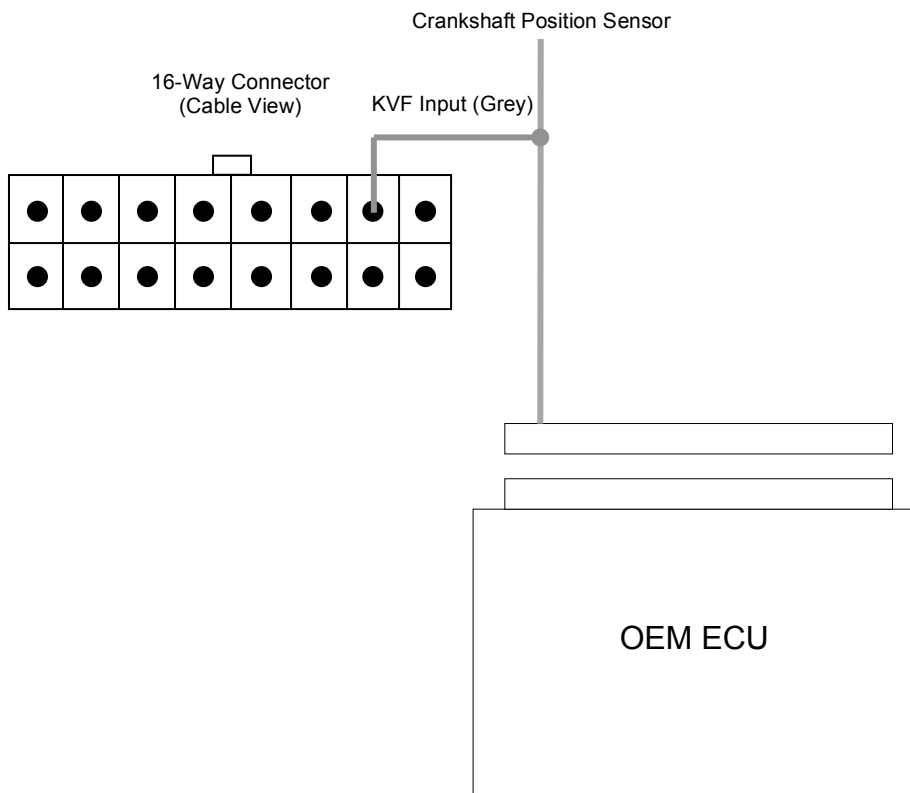 Crankshaft Position Sensor
16-Way Connector
(Cable View)
KVF Input (Grey)
OEM ECU